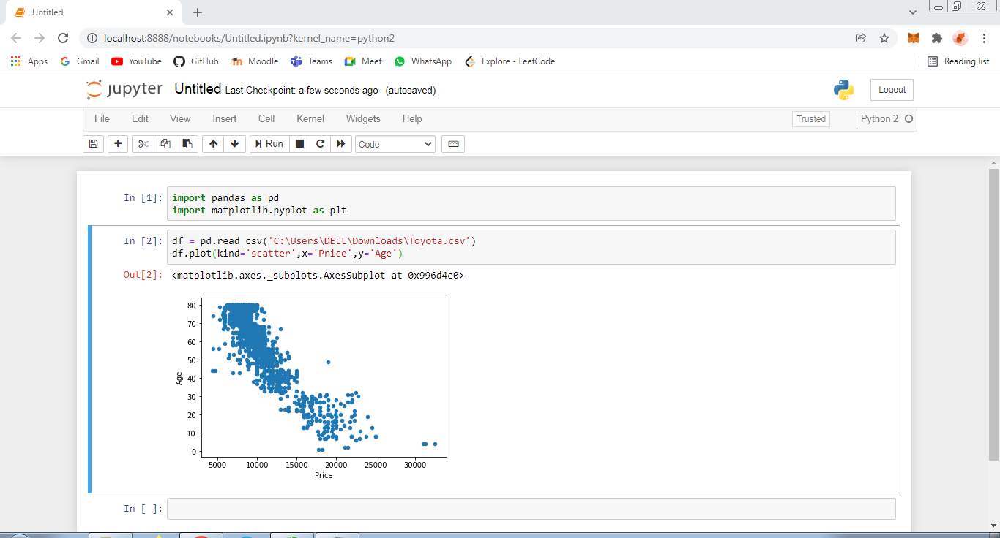 Untitled
localhost:8888/notebooks/Untitled.ipynb?kernel_name=python2
Apps Gmail YouTube GitHub Moodle Teams Meet WhatsApp Explore - LeetCode Reading list
jupyter Untitled Last Checkpoint: a few seconds ago (autosaved) Logout
File Edit View Insert Cell Kernel Widgets Help Trusted Python 2
Run Code
In [1]: import pandas as pd
import matplotlib.pyplot as plt
In [2]: df = pd.read_csv('C:\Users\DELL\Downloads\Toyota.csv')
df.plot(kind='scatter',x='Price',y='Age')
Out[2]: <matplotlib.axes._subplots.AxesSubplot at 0x996d4e0>
80
70
60
50
40
30
20
10
0
Age
5000 10000 15000 20000 25000 30000
Price
In [ ]: